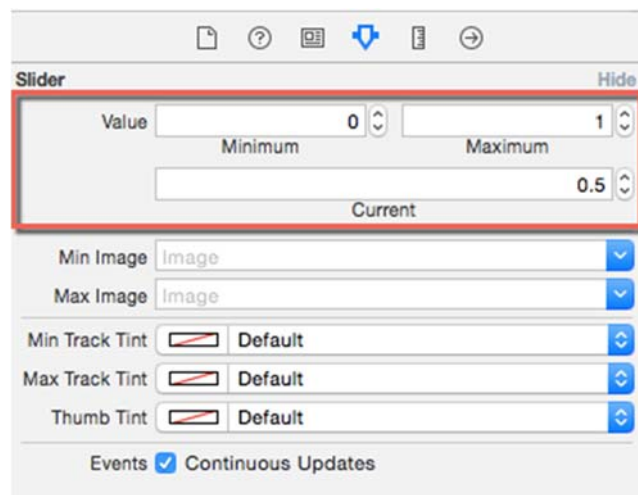 Slider Hide
Value 0 1
Minimum Maximum
0.5
Current
Min Image Image
Max Image Image
Min Track Tint Default
Max Track Tint Default
Thumb Tint Default
Events Continuous Updates